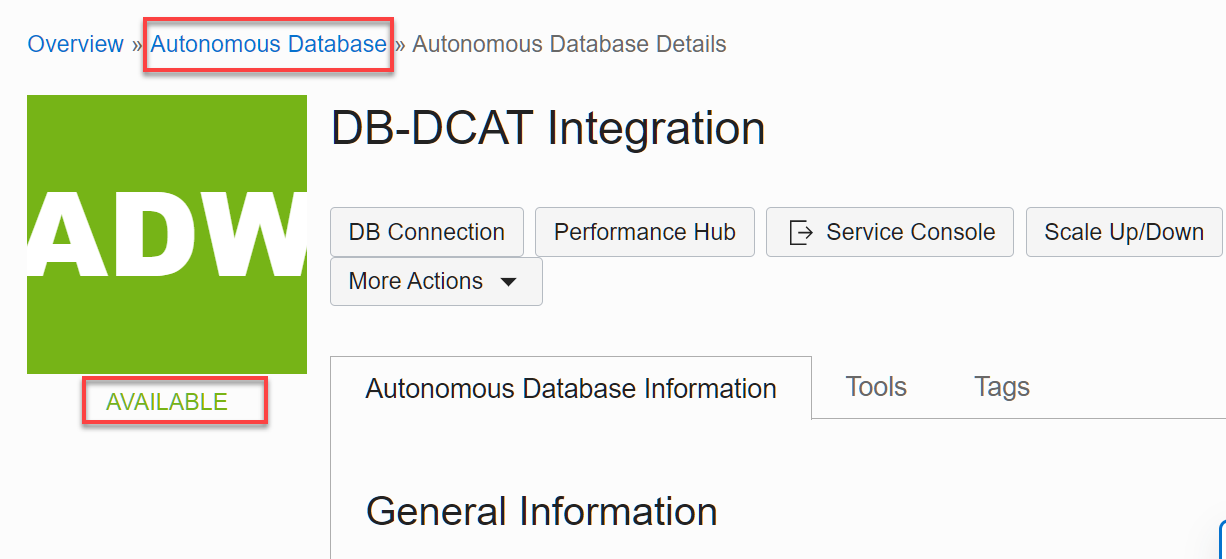 Overview » Autonomous Database » Autonomous Database Details
ADW
AVAILABLE
DB-DCAT Integration
DB Connection Performance Hub Service Console Scale Up/Down
More Actions
Autonomous Database Information Tools Tags
General Information